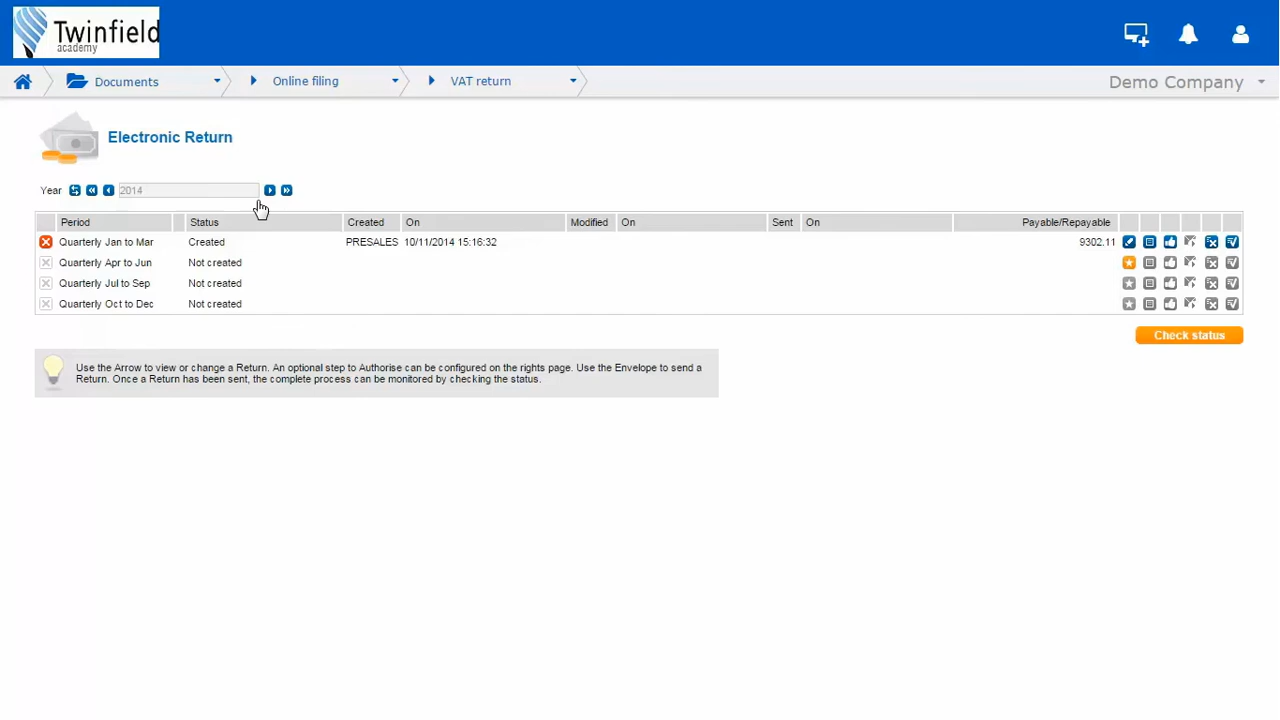 Twinfield
academy
Documents Online filing VAT return Demo Company
Electronic Return
Year 2014
Period Status Created On Modified On Sent On Payable/Repayable
Quarterly Jan to Mar Created PRESALES 10/11/2014 15:16:32 9302.11
Quarterly Apr to Jun Not created
Quarterly Jul to Sep Not created
Quarterly Oct to Dec Not created
Check status
Use the Arrow to view or change a Return. An optional step to Authorise can be configured on the rights page. Use the Envelope to send a
Return. Once a Return has been sent, the complete process can be monitored by checking the status.